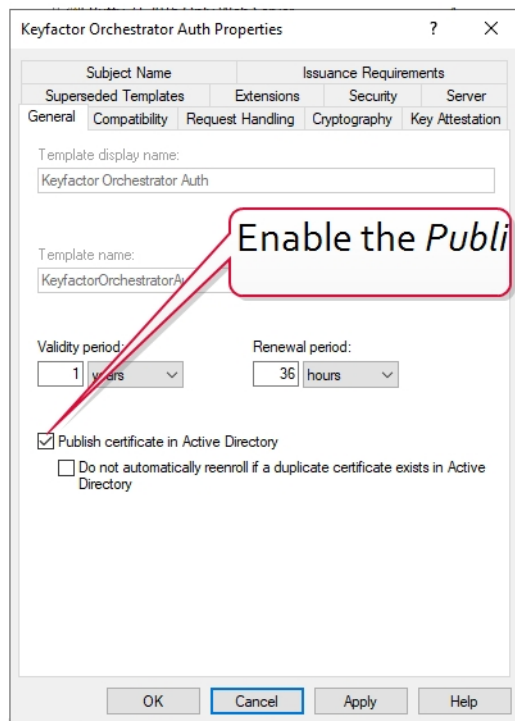 Keyfactor Orchestrator Auth Properties ? ×
Subject Name Issuance Requirements
Superseded Templates Extensions Security Server
General Compatibility Request Handling Cryptography Key Attestation
Template display name:
Keyfactor Orchestrator Auth
Enable the Publi
Template name:
Validity period: Renewal period:
1 years 36 hours
Publish certificate in Active Directory
Do not automatically reenroll if a duplicate certificate exists in Active
Directory
OK Cancel Apply Help